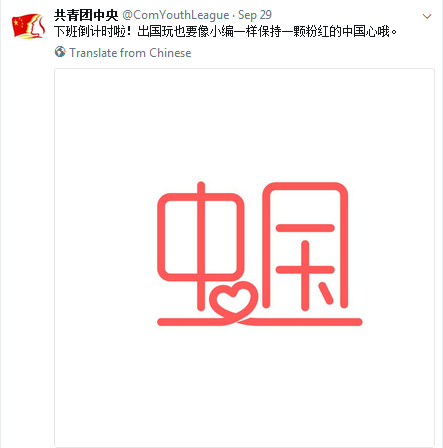 共青团中央 @ComYouthLeague · Sep 29
下班倒计时啦！出国玩也要像小编一样保持一颗粉红的中国心哦。
Translate from Chinese
中国